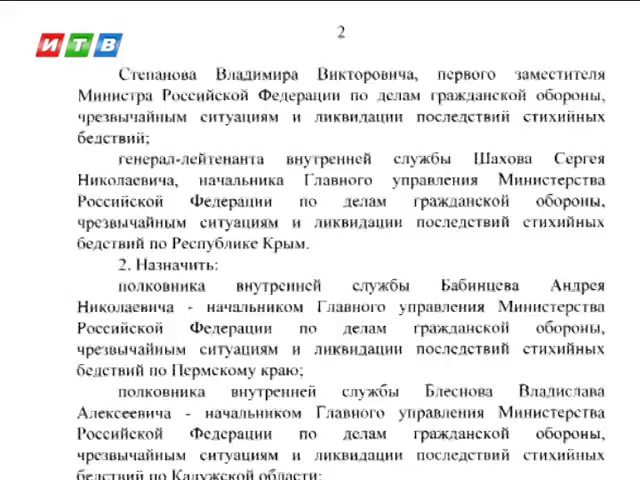 2
ИТВ
Степанова Владимира Викторовича, первого заместителя
Министра Российской Федерации по делам гражданской обороны,
чрезвычайным ситуациям и ликвидации последствий стихийных
бедствий;
генерал-лейтенанта внутренней службы Шахова Сергея
Николаевича, начальника Главного управления Министерства
Российской Федерации по делам гражданской обороны,
чрезвычайным ситуациям и ликвидации последствий стихийных
бедствий по Республике Крым.
2. Назначить:
полковника внутренней службы Бабинцева Андрея
Николаевича - начальником Главного управления Министерства
Российской Федерации по делам гражданской обороны,
чрезвычайным ситуациям и ликвидации последствий стихийных
бедствий по Пермскому краю;
полковника внутренней службы Блеснова Владислава
Алексеевича - начальником Главного управления Министерства
Российской Федерации по делам гражданской обороны,
чрезвычайным ситуациям и ликвидации последствий стихийных
бедствий по Калужской области;